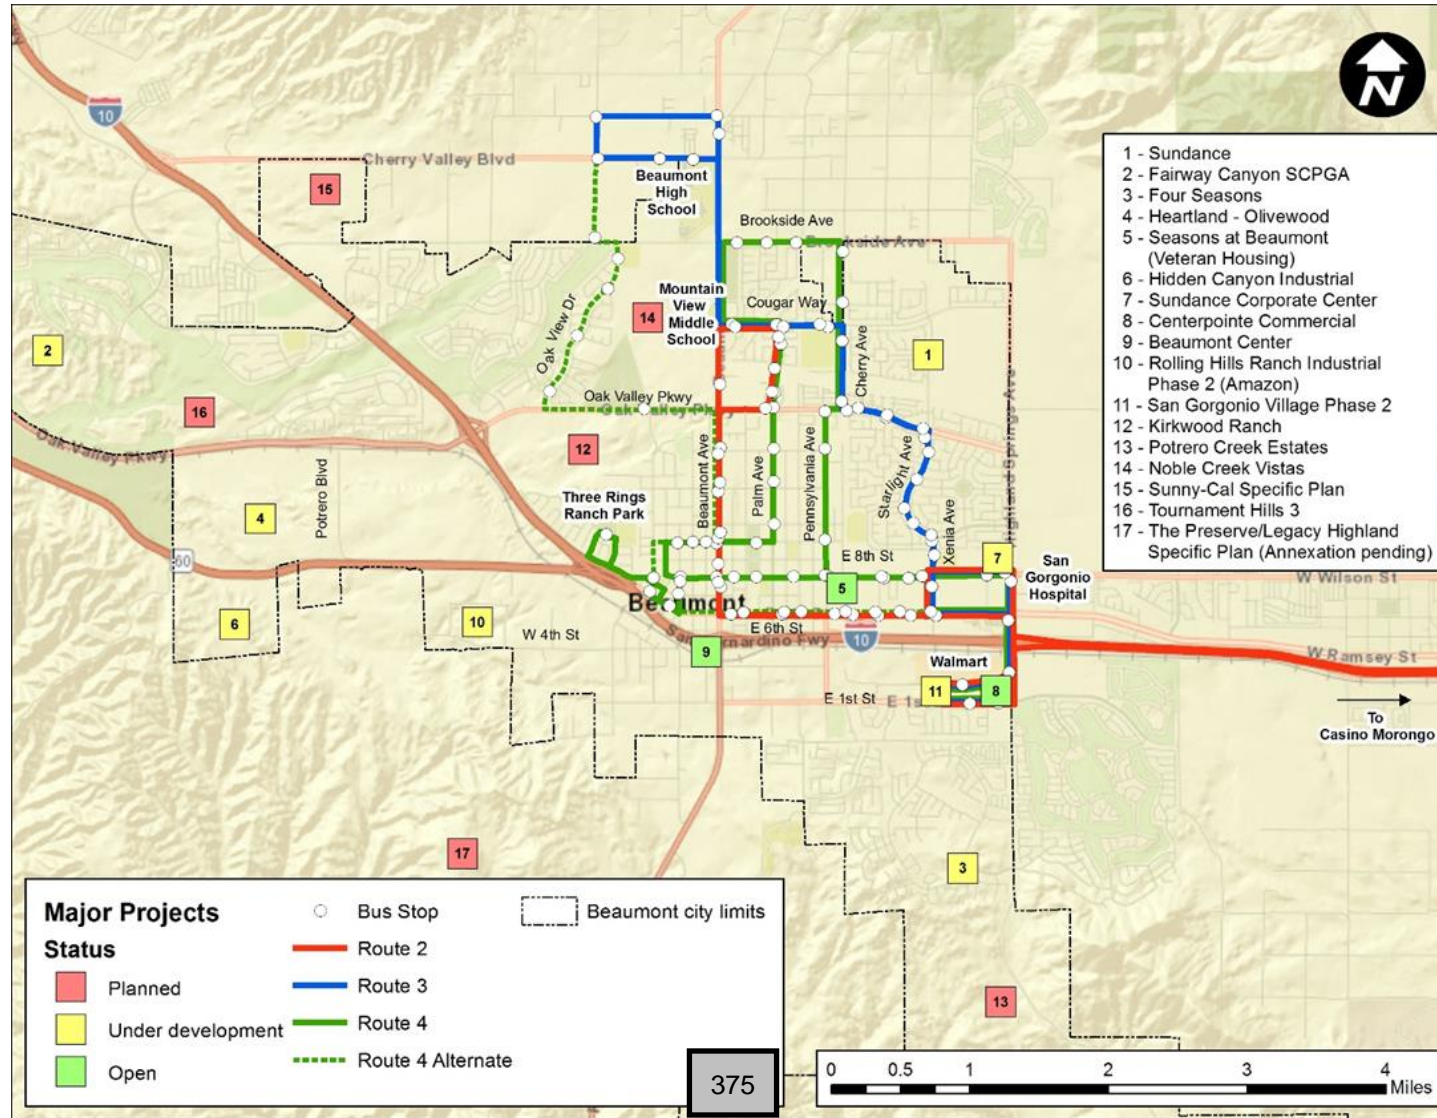 10
Cherry Valley Blvd
15
Beaumont
High
School
Brookside Ave
Brookside Ave
Mountain
View
Middle
School
Cougar Way
14
Oak View Dr
Cherry Ave
1
2
16
Oak Valley Pkwy
Oak Valley Pkwy
Oak Valley Pkwy
12
Highland Springs Ave
Beaumont Ave
Palm Ave
Pennsylvania Ave
Starlight Ave
Xenia Ave
Three Rings
Ranch Park
4
Potrero Blvd
60
E 8th St
7
San
Gorgonio
Hospital
W Wilson St
5
Beaumont
6
10
W 4th St
E 6th St
San Bernardino Fwy
10
9
Walmart
W Ramsey St
11
8
E 1st St
To
Casino Morongo
17
3
13
N
1 - Sundance
2 - Fairway Canyon SCPGA
3 - Four Seasons
4 - Heartland - Olivewood
5 - Seasons at Beaumont
(Veteran Housing)
6 - Hidden Canyon Industrial
7 - Sundance Corporate Center
8 - Centerpointe Commercial
9 - Beaumont Center
10 - Rolling Hills Ranch Industrial
Phase 2 (Amazon)
11 - San Gorgonio Village Phase 2
12 - Kirkwood Ranch
13 - Potrero Creek Estates
14 - Noble Creek Vistas
15 - Sunny-Cal Specific Plan
16 - Tournament Hills 3
17 - The Preserve/Legacy Highland
Specific Plan (Annexation pending)
Major Projects
Status
Planned
Under development
Open
Bus Stop
Route 2
Route 3
Route 4
Route 4 Alternate
Beaumont city limits
375
0 0.5 1 2 3 4
Miles